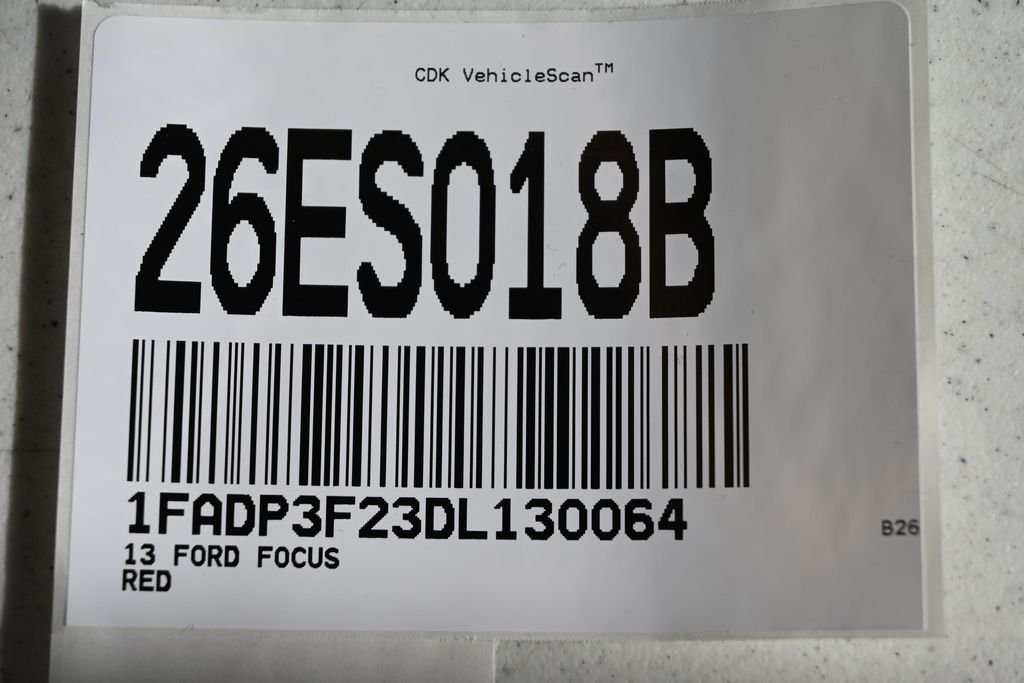 CDK VehicleScan™
26ES018B
1FADP3F23DL130064
13 FORD FOCUS
RED
B26